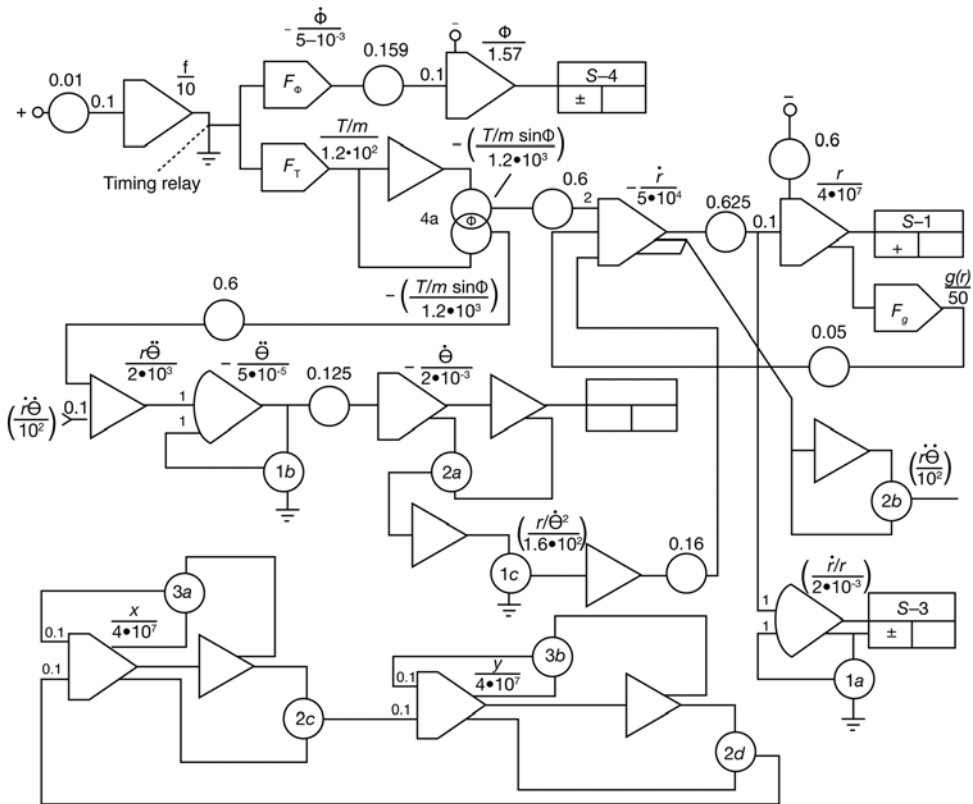 - Φ̇ / 5–10⁻³
0.159
–
Φ / 1.57
0.01
f / 10
+
0.1
F_Φ
0.1
S–4
±
Timing relay
F_T
T/m / 1.2•10²
–(T/m sinΦ / 1.2•10³)
4a
Φ
–(T/m sinΦ / 1.2•10³)
0.6
2
- ṙ / 5•10⁴
0.625
0.1
–
0.6
r / 4•10⁷
S–1
+
F_g
g(r) / 50
0.05
0.6
rӪ / 2•10³
- Ӫ / 5•10⁻⁵
0.125
- Ө̇ / 2•10⁻³
(ṙӪ / 10²)
0.1
1
1
1b
2a
(r/Ө̇² / 1.6•10²)
1c
0.16
(rӪ / 10²)
2b
(ṙ/r / 2•10⁻³)
1
1
S–3
±
1a
3a
0.1
0.1
x / 4•10⁷
2c
3b
0.1
0.1
y / 4•10⁷
2d